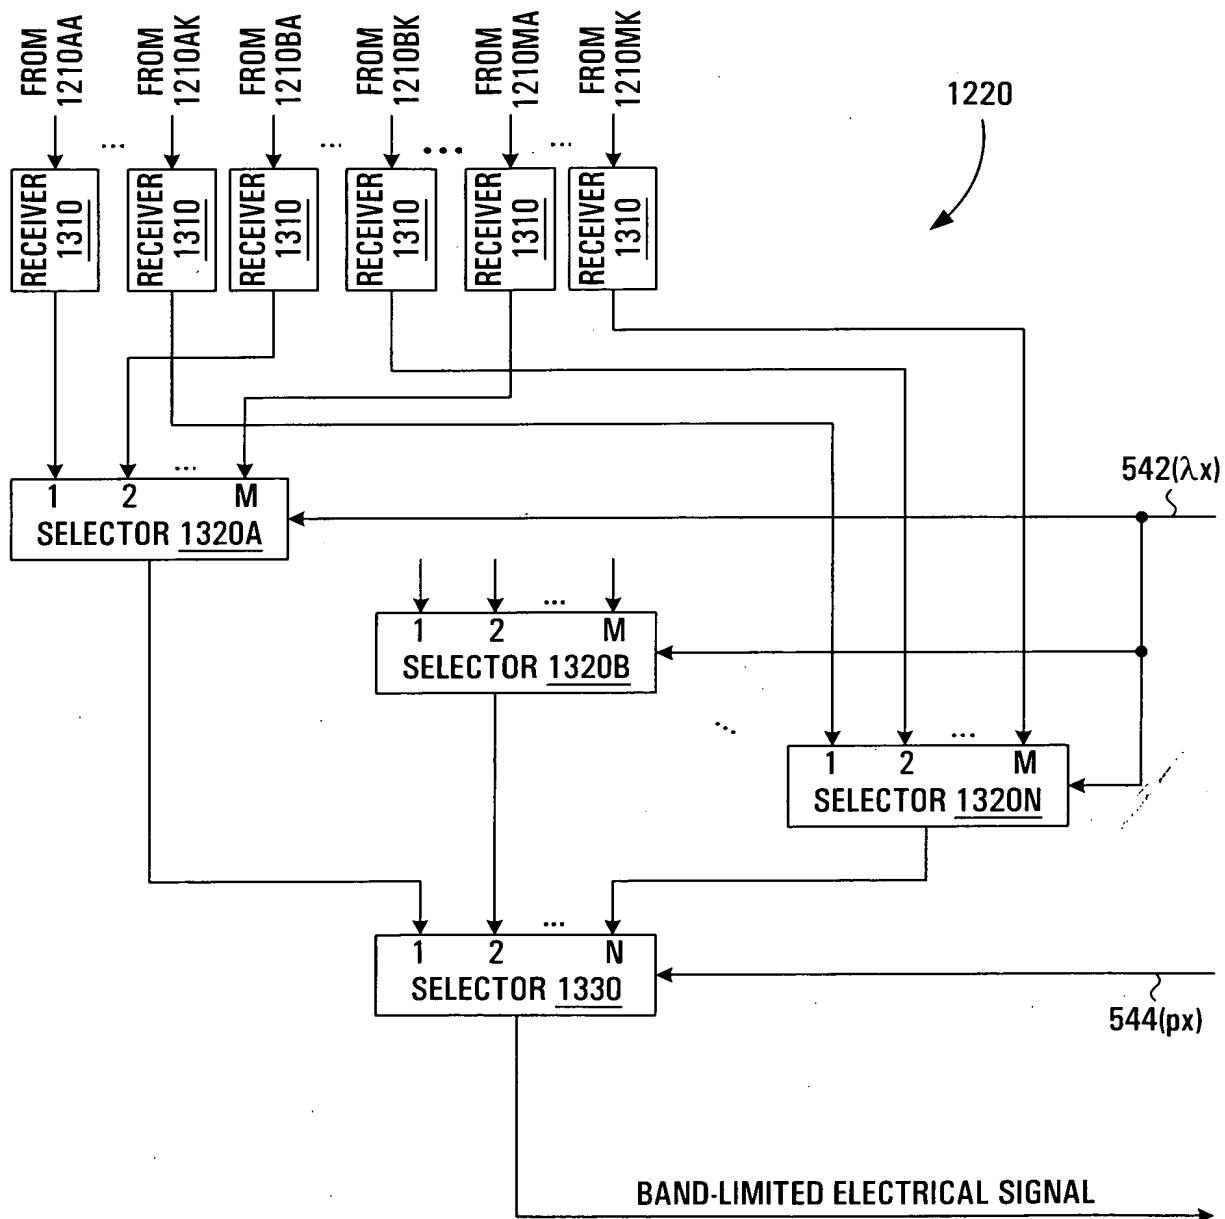 FROM 1210AA
FROM 1210AK
FROM 1210BA
FROM 1210BK
FROM 1210MA
FROM 1210MK
1220
...
...
...
...
RECEIVER 1310
RECEIVER 1310
RECEIVER 1310
RECEIVER 1310
RECEIVER 1310
RECEIVER 1310
542(λx)
...
1 2 M
SELECTOR 1320A
...
1 2 M
SELECTOR 1320B
...
...
1 2 M
SELECTOR 1320N
...
1 2 N
SELECTOR 1330
544(px)
BAND-LIMITED ELECTRICAL SIGNAL